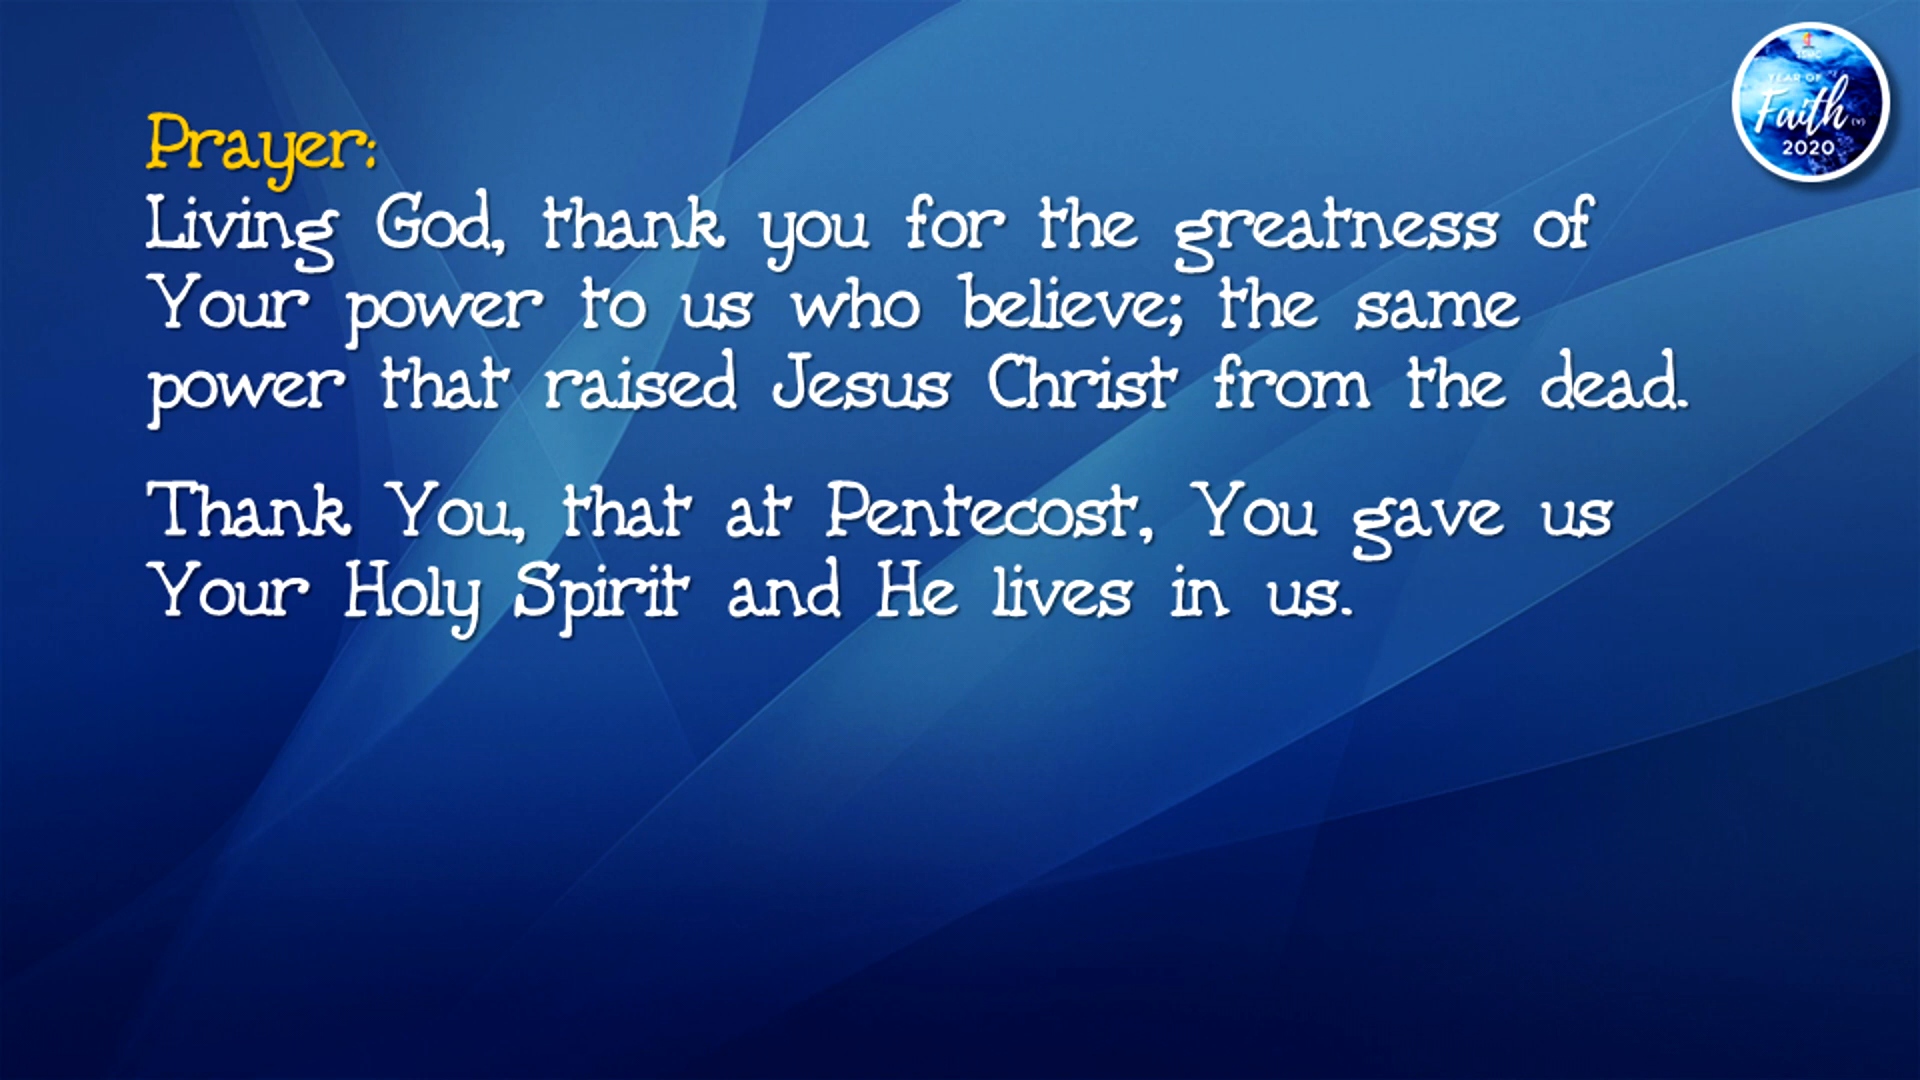 Prayer:
Living God, thank you for the greatness of
Your power to us who believe; the same
power that raised Jesus Christ from the dead.
Thank You, that at Pentecost, You gave us
Your Holy Spirit and He lives in us.
YEAR OF
Faith
2020